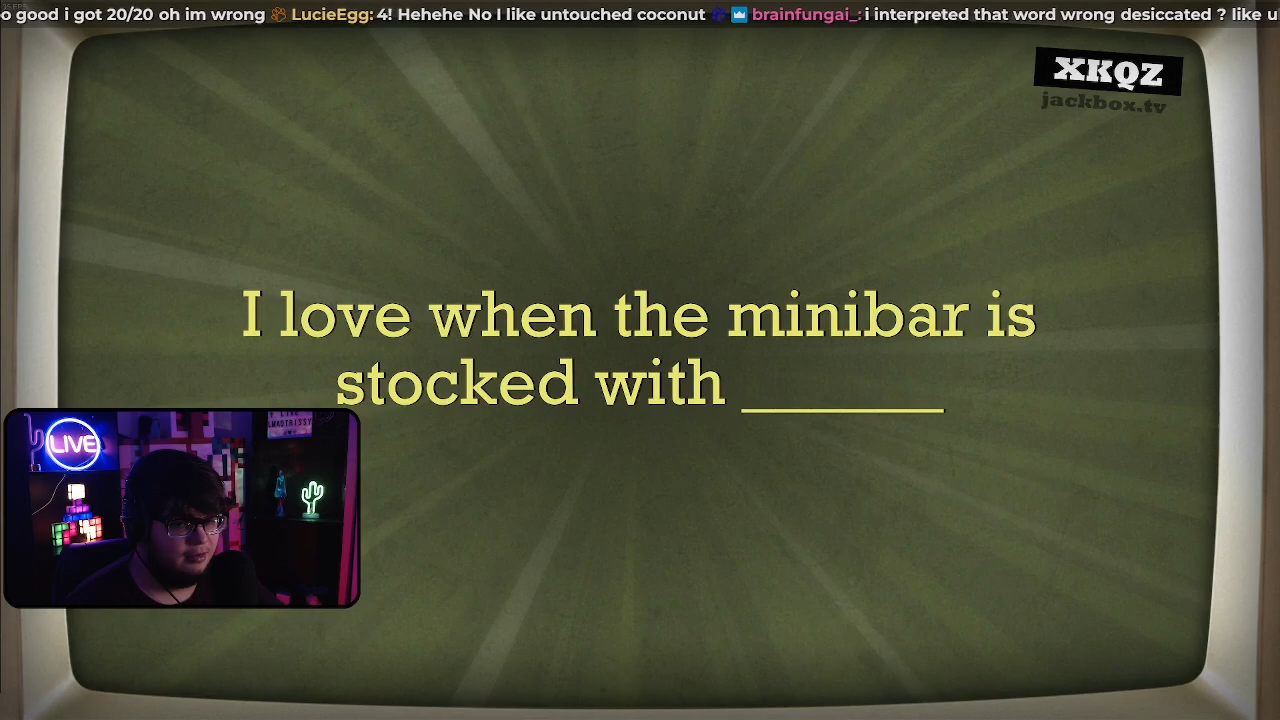 o good i got 20/20 oh im wrong LucieEgg: 4! Hehehe No I like untouched coconut brainfungai_: i interpreted that word wrong desiccated ? like u
XKQZ
jackbox.tv
I love when the minibar is
stocked with ______
LIVE